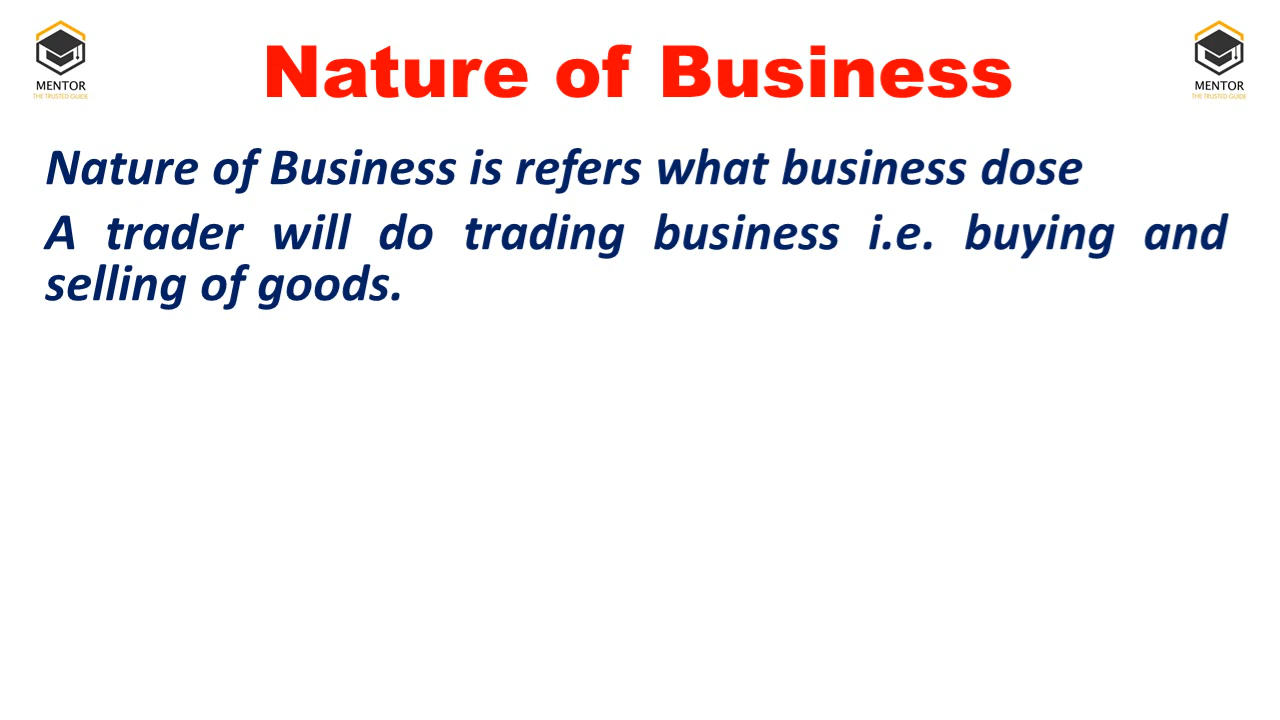 MENTOR
THE TRUSTED GUIDE
Nature of Business
MENTOR
THE TRUSTED GUIDE
Nature of Business is refers what business dose
A trader will do trading business i.e. buying and
selling of goods.